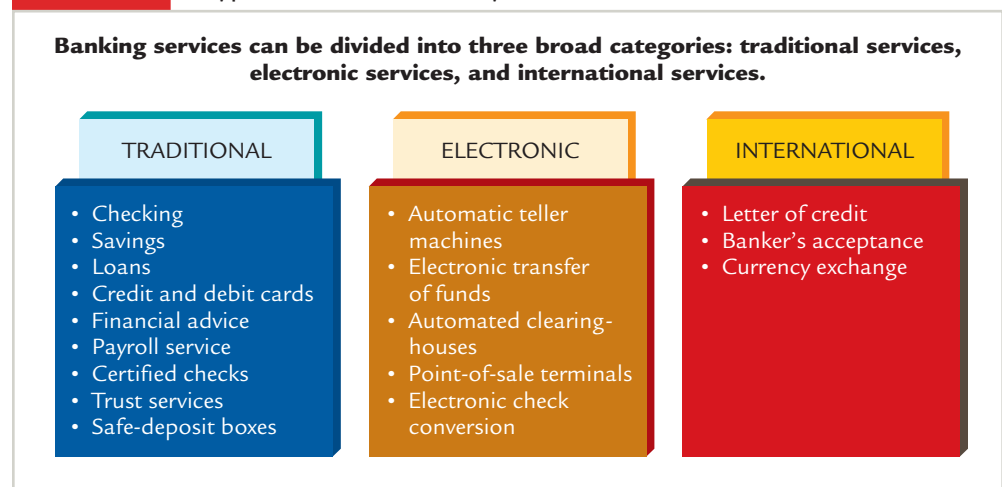 Banking services can be divided into three broad categories: traditional services,
electronic services, and international services.
TRADITIONAL
• Checking
• Savings
• Loans
• Credit and debit cards
• Financial advice
• Payroll service
• Certified checks
• Trust services
• Safe-deposit boxes
ELECTRONIC
• Automatic teller
machines
• Electronic transfer
of funds
• Automated clearing-
houses
• Point-of-sale terminals
• Electronic check
conversion
INTERNATIONAL
• Letter of credit
• Banker’s acceptance
• Currency exchange